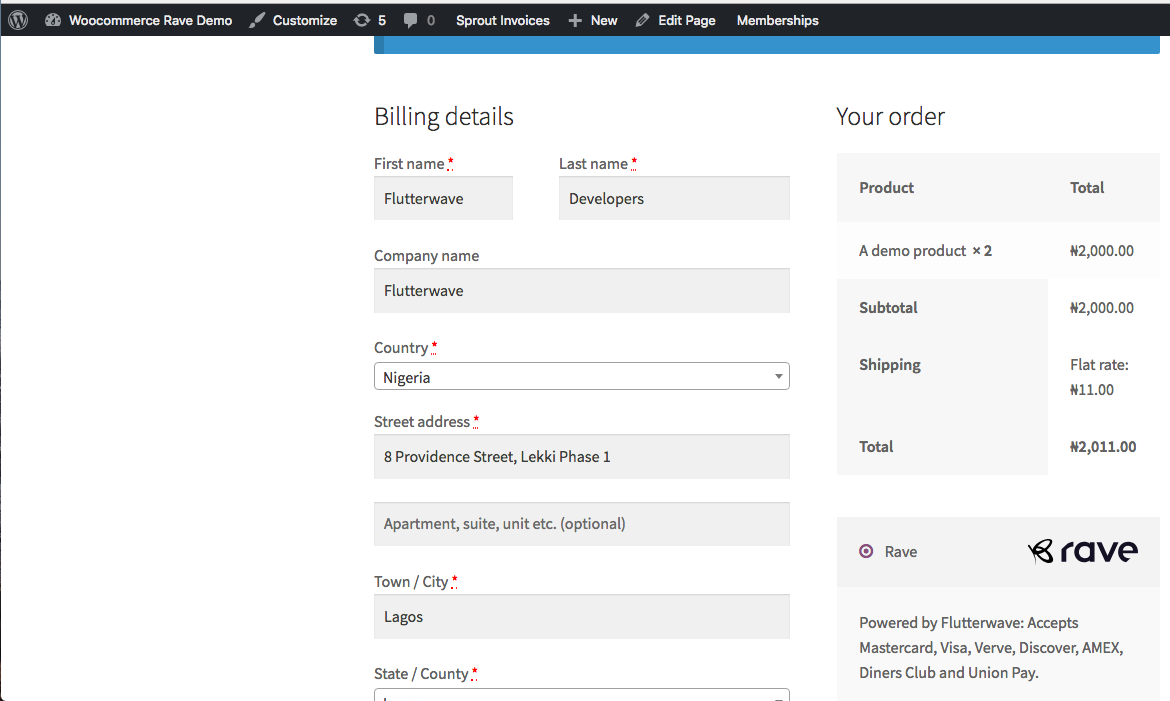 Woocommerce Rave Demo Customize 5 0 Sprout Invoices New Edit Page Memberships
Billing details
First name *
Last name *
Flutterwave
Developers
Company name
Flutterwave
Country *
Nigeria
Street address *
8 Providence Street, Lekki Phase 1
Apartment, suite, unit etc. (optional)
Town / City *
Lagos
State / County *
Your order
Product Total
A demo product × 2 ₦2,000.00
Subtotal ₦2,000.00
Shipping Flat rate:
₦11.00
Total ₦2,011.00
Rave rave
Powered by Flutterwave: Accepts
Mastercard, Visa, Verve, Discover, AMEX,
Diners Club and Union Pay.